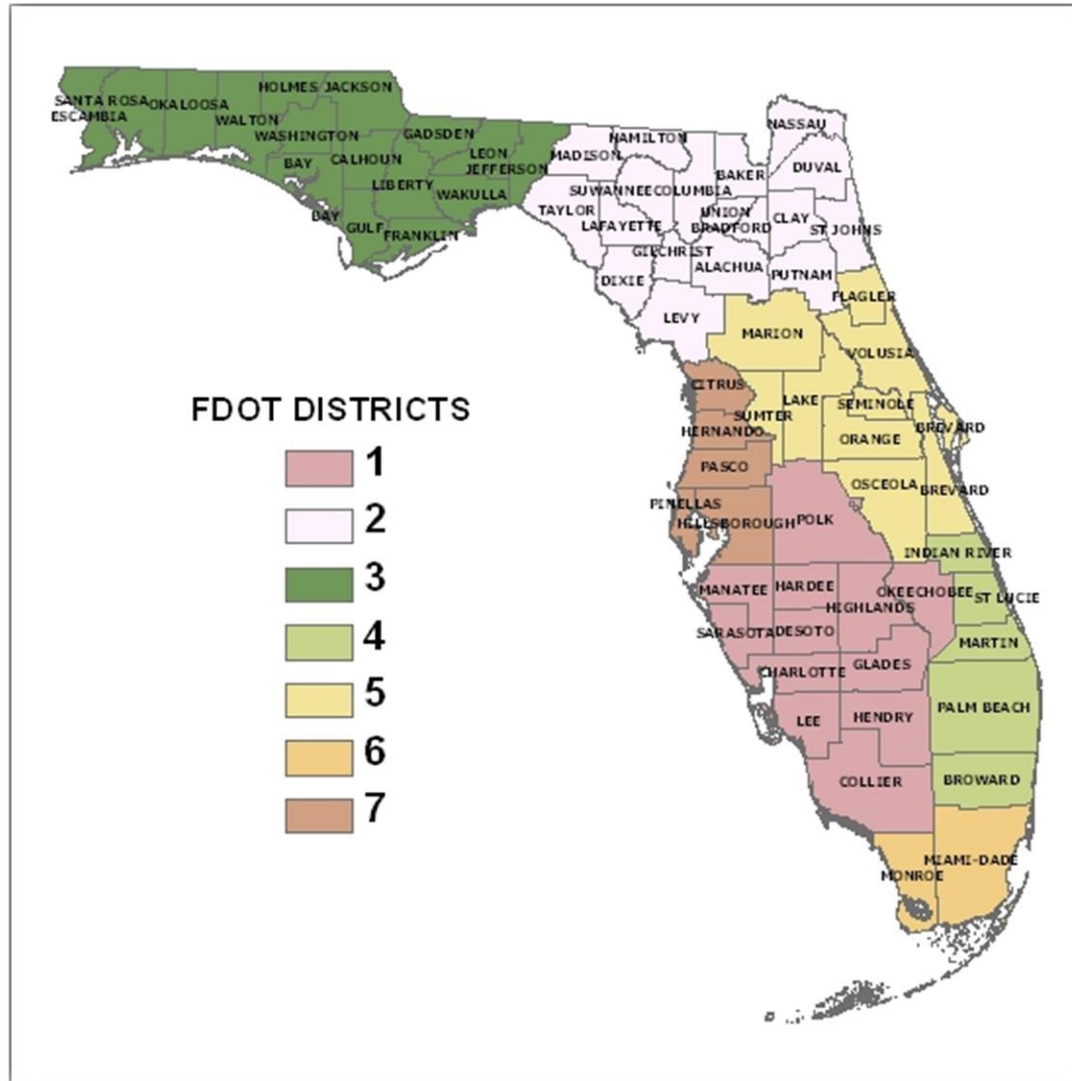 HOLMES JACKSON
SANTA ROSA OKALOOSA
ESCAMBIA
WALTON
WASHINGTON
GADSDEN
BAY
CALHOUN
LEON
JEFFERSON
LIBERTY
WAKULLA
BAY
GULF
FRANKLIN
NASSAU
HAMILTON
MADISON
DUVAL
BAKER
SUWANNEE COLUMBIA
TAYLOR
UNION
CLAY
LAFAYETTE
BRADFORD
ST JOHNS
GILCHRIST
ALACHUA
PUTNAM
DIXIE
FLAGLER
LEVY
MARION
VOLUSIA
CITRUS
LAKE
SEMINOLE
SUMTER
BREVARD
HERNANDO
ORANGE
PASCO
OSCEOLA
BREVARD
PINELLAS
HILLSBOROUGH
POLK
INDIAN RIVER
MANATEE
HARDEE
OKEECHOBEE
ST LUCIE
HIGHLANDS
SARASOTA
DESOTO
MARTIN
CHARLOTTE
GLADES
PALM BEACH
LEE
HENDRY
COLLIER
BROWARD
MIAMI-DADE
MONROE
FDOT DISTRICTS
1
2
3
4
5
6
7